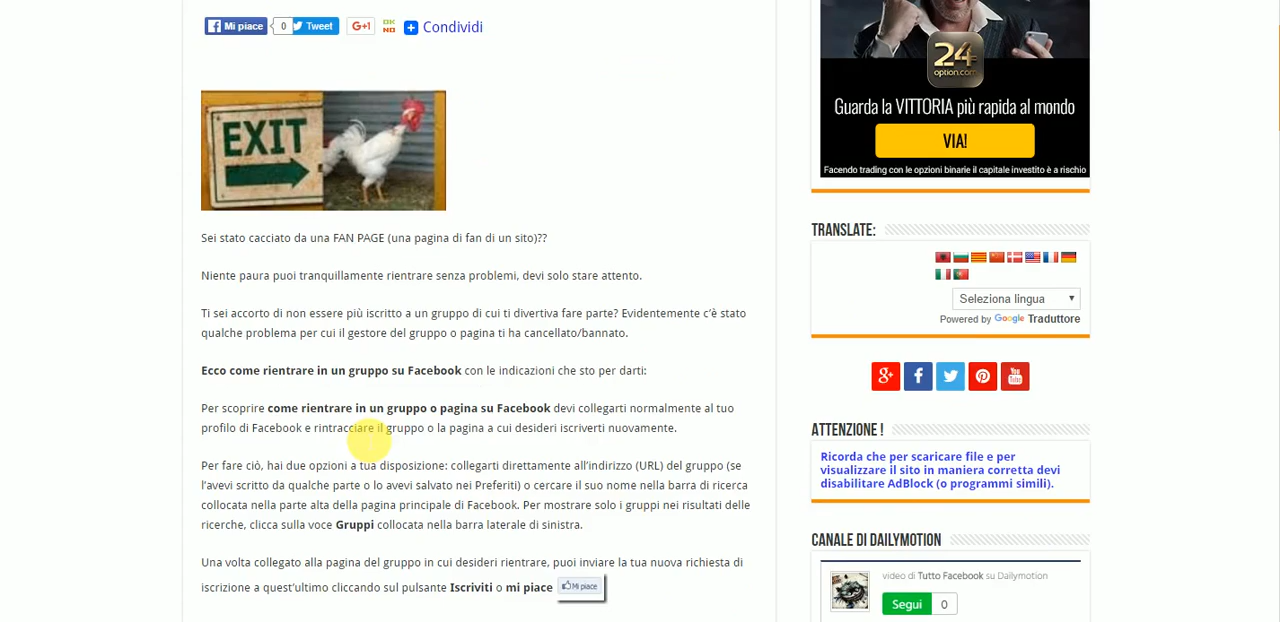 Mi piace 0 Tweet G+1 OK NO Condividi
EXIT
Sei stato cacciato da una FAN PAGE (una pagina di fan di un sito)??
Niente paura puoi tranquillamente rientrare senza problemi, devi solo stare attento.
Ti sei accorto di non essere più iscritto a un gruppo di cui ti divertiva fare parte? Evidentemente c’è stato
qualche problema per cui il gestore del gruppo o pagina ti ha cancellato/bannato.
Ecco come rientrare in un gruppo su Facebook con le indicazioni che sto per darti:
Per scoprire come rientrare in un gruppo o pagina su Facebook devi collegarti normalmente al tuo
profilo di Facebook e rintracciare il gruppo o la pagina a cui desideri iscriverti nuovamente.
Per fare ciò, hai due opzioni a tua disposizione: collegarti direttamente all’indirizzo (URL) del gruppo (se
l’avevi scritto da qualche parte o lo avevi salvato nei Preferiti) o cercare il suo nome nella barra di ricerca
collocata nella parte alta della pagina principale di Facebook. Per mostrare solo i gruppi nei risultati delle
ricerche, clicca sulla voce Gruppi collocata nella barra laterale di sinistra.
Una volta collegato alla pagina del gruppo in cui desideri rientrare, puoi inviare la tua nuova richiesta di
iscrizione a quest’ultimo cliccando sul pulsante Iscriviti o mi piace Mi piace
24
option.com
Guarda la VITTORIA più rapida al mondo
VIA!
Facendo trading con le opzioni binarie il capitale investito è a rischio
TRANSLATE:
Seleziona lingua
Powered by Google Traduttore
g+ f P You Tube
ATTENZIONE !
Ricorda che per scaricare file e per
visualizzare il sito in maniera corretta devi
disabilitare AdBlock (o programmi simili).
CANALE DI DAILYMOTION
video di Tutto Facebook su Dailymotion
Segui 0